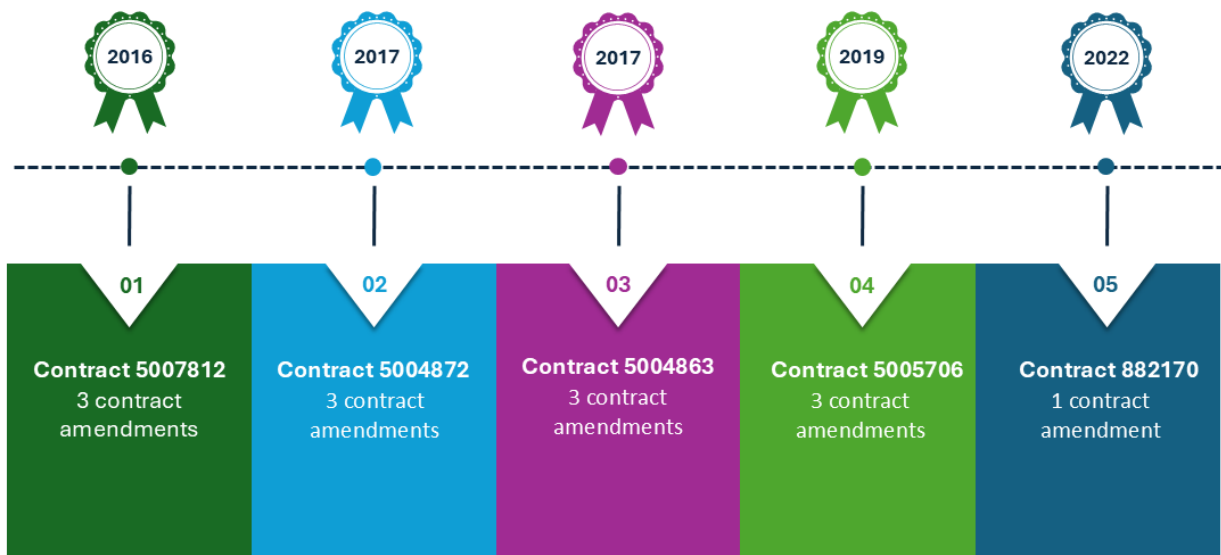 2016
2017
2017
2019
2022
01
02
03
04
05
Contract 5007812
3 contract
amendments
Contract 5004872
3 contract
amendments
Contract 5004863
3 contract
amendments
Contract 5005706
3 contract
amendments
Contract 882170
1 contract
amendment